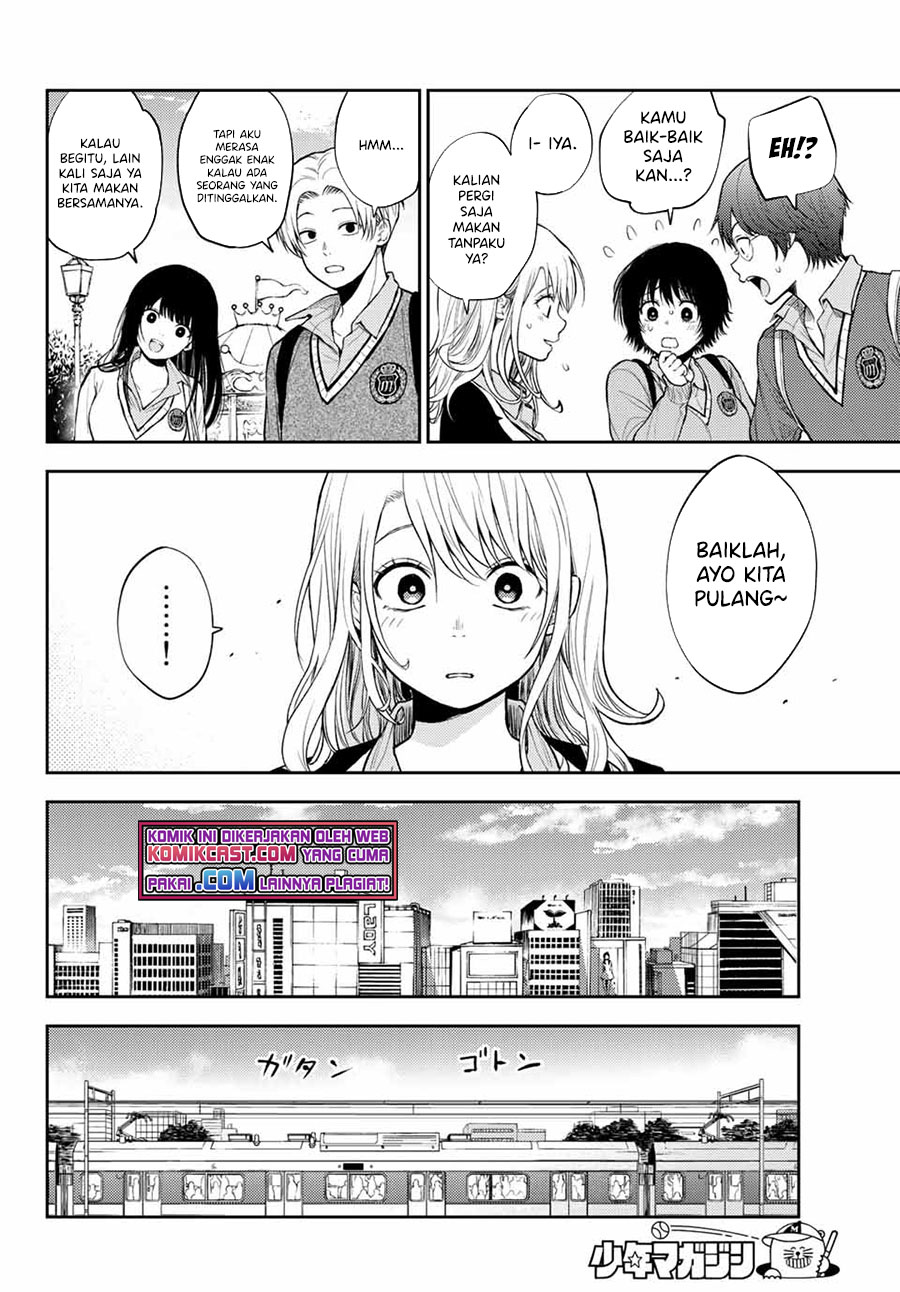 EH!?
KAMU
BAIK-BAIK
SAJA
KAN...?
I- IYA.
KALIAN
PERGI
SAJA
MAKAN
TANPAKU
YA?
HMM...
TAPI AKU
MERASA
ENGGAK ENAK
KALAU ADA
SEORANG YANG
DITINGGALKAN.
KALAU
BEGITU, LAIN
KALI SAJA YA
KITA MAKAN
BERSAMANYA.
BAIKLAH,
AYO KITA
PULANG~
......!
KOMIK INI DIKERJAKAN OLEH WEB
KOMIKCAST.COM YANG CUMA
PAKAI .COM LAINNYA PLAGIAT!
LADY
ガタン
ゴトン
少年マガジン
M